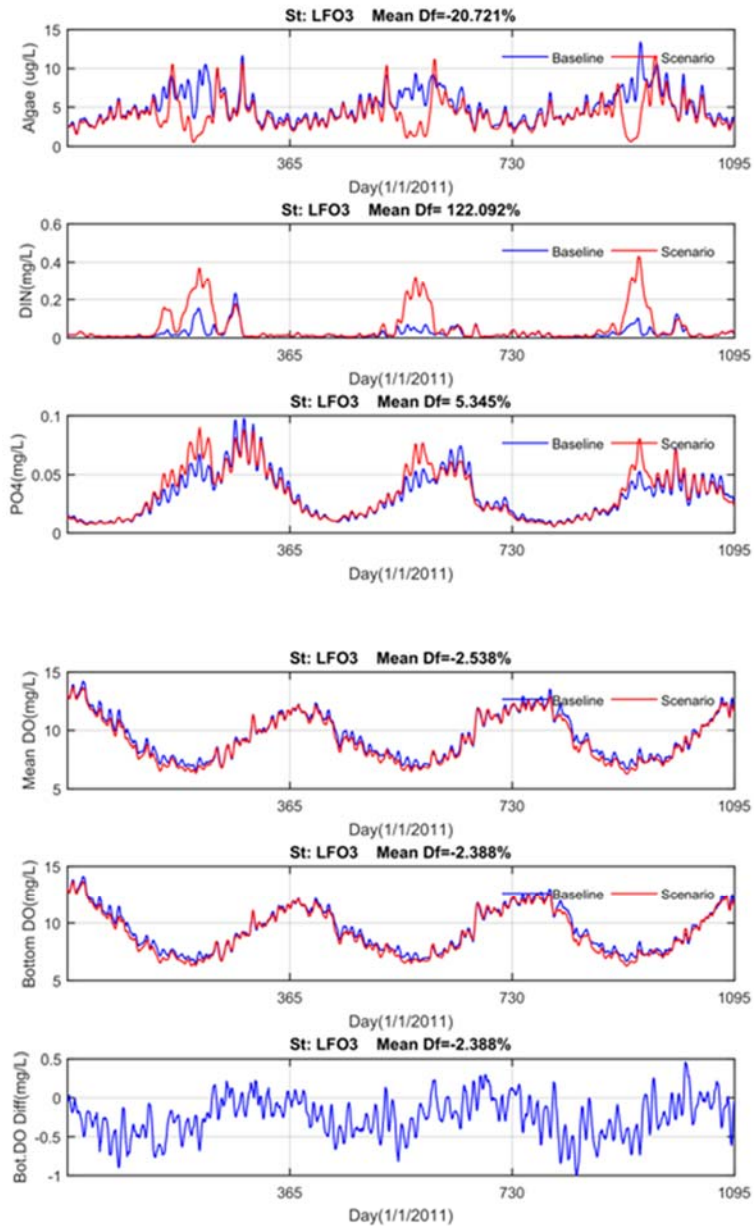 St: LFO3 Mean Df=-20.721%
15
10
5
0
Algae (ug/L)
Baseline Scenario
365 730 1095
Day(1/1/2011)
St: LFO3 Mean Df= 122.092%
0.6
0.4
0.2
0
DIN(mg/L)
Baseline Scenario
365 730 1095
Day(1/1/2011)
St: LFO3 Mean Df= 5.345%
0.1
0.05
0
PO4(mg/L)
Baseline Scenario
365 730 1095
Day(1/1/2011)
St: LFO3 Mean Df=-2.538%
15
10
5
Mean DO(mg/L)
Baseline Scenario
365 730 1095
Day(1/1/2011)
St: LFO3 Mean Df=-2.388%
15
10
5
Bottom DO(mg/L)
Baseline Scenario
365 730 1095
Day(1/1/2011)
St: LFO3 Mean Df=-2.388%
0.5
0
-0.5
-1
Bot.DO Diff(mg/L)
365 730 1095
Day(1/1/2011)